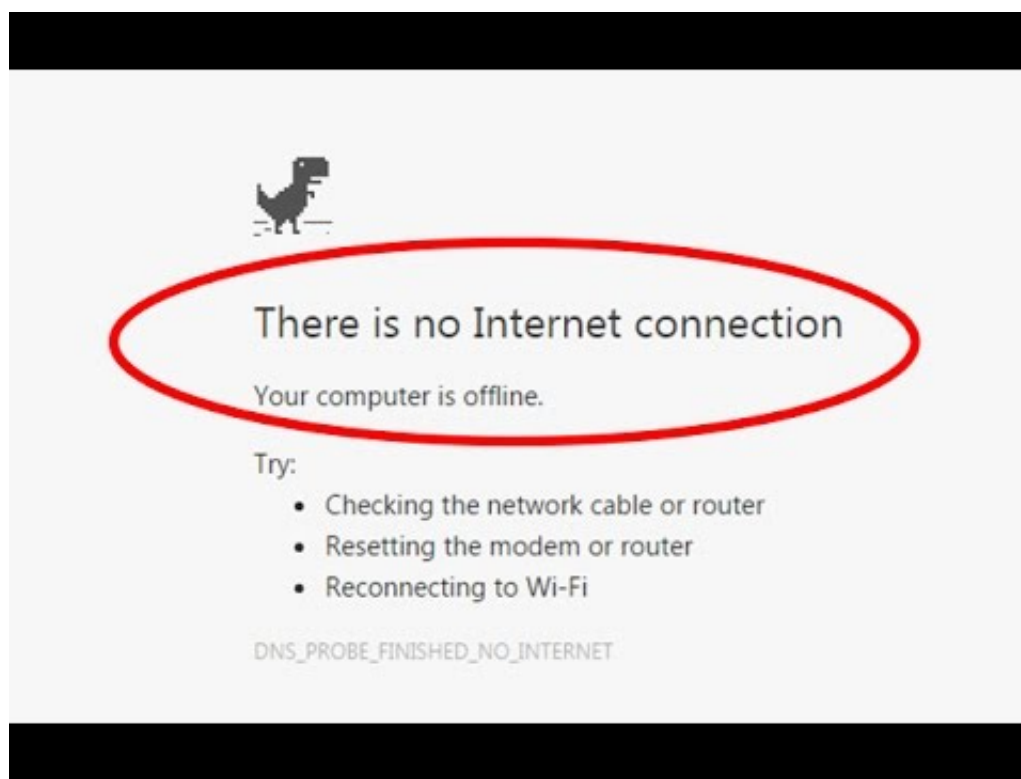 There is no Internet connection
Your computer is offline.
Try:
• Checking the network cable or router
• Resetting the modem or router
• Reconnecting to Wi-Fi
DNS_PROBE_FINISHED_NO_INTERNET